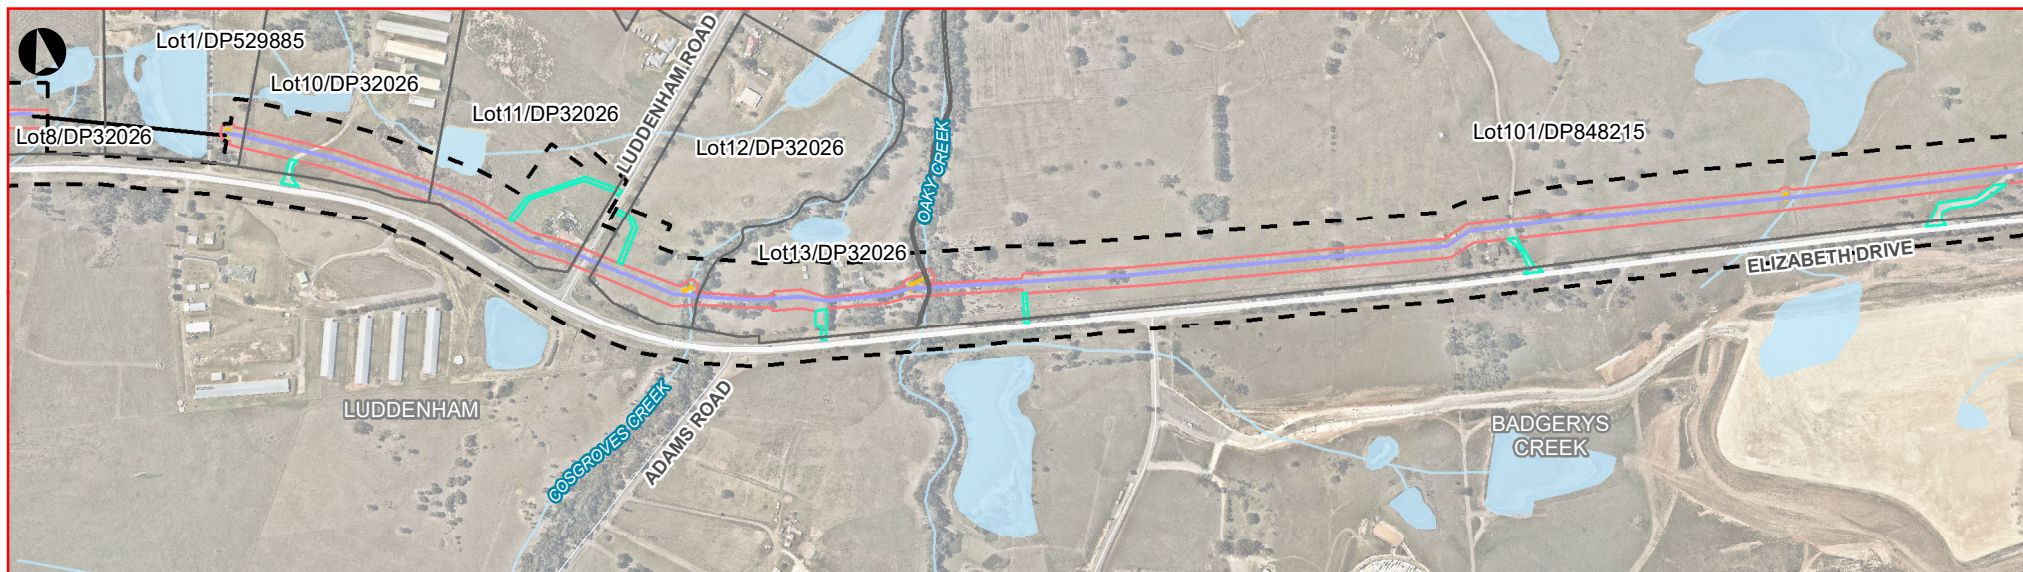 Lot1/DP529885
Lot10/DP32026
Lot11/DP32026
LUDDENHAM ROAD
Lot8/DP32026
Lot12/DP32026
Lot101/DP848215
OAKY CREEK
Lot13/DP32026
ELIZABETH DRIVE
LUDDENHAM
COSGROVES CREEK
ADAMS ROAD
BADGERYS
CREEK